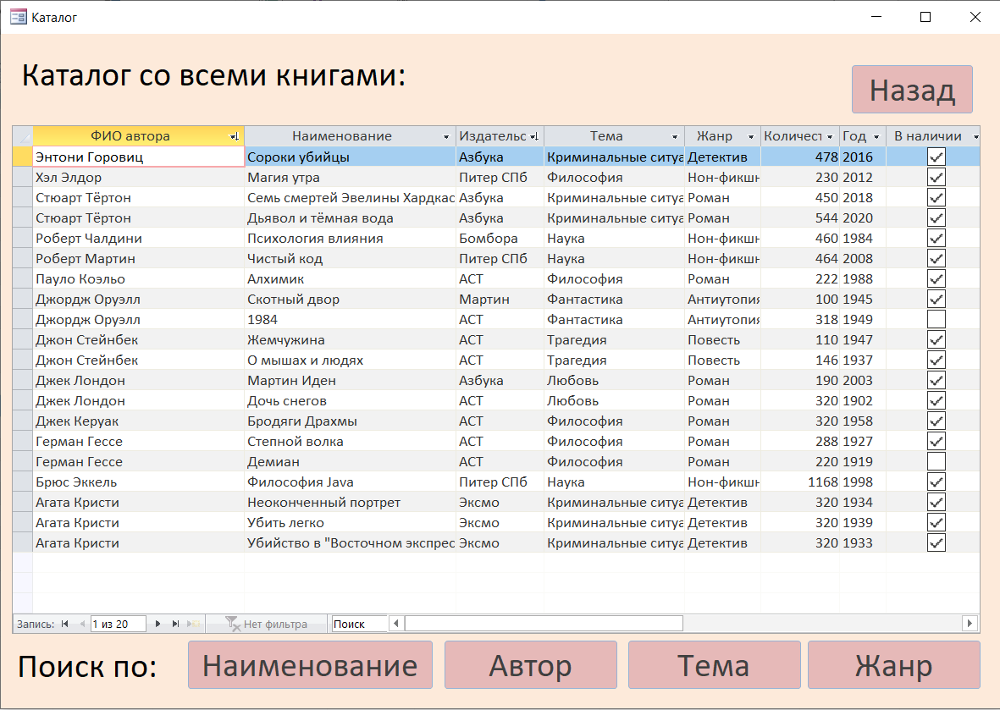 Каталог
Каталог со всеми книгами:
Назад
ФИО автора Наименование Издательс Тема Жанр Количест Год В наличии
Энтони Горовиц Сороки убийцы Азбука Криминальные ситуа Детектив 478 2016
Хэл Элдор Магия утра Питер СПб Философия Нон-фикшн 230 2012
Стюарт Тёртон Семь смертей Эвелины Хардкас Азбука Криминальные ситуа Роман 450 2018
Стюарт Тёртон Дьявол и тёмная вода Азбука Криминальные ситуа Роман 544 2020
Роберт Чалдини Психология влияния Бомбора Наука Нон-фикшн 460 1984
Роберт Мартин Чистый код Питер СПб Наука Нон-фикшн 464 2008
Пауло Коэльо Алхимик АСТ Философия Роман 222 1988
Джордж Оруэлл Скотный двор Мартин Фантастика Антиутопия 100 1945
Джордж Оруэлл 1984 АСТ Фантастика Антиутопия 318 1949
Джон Стейнбек Жемчужина АСТ Трагедия Повесть 110 1947
Джон Стейнбек О мышах и людях АСТ Трагедия Повесть 146 1937
Джек Лондон Мартин Иден Азбука Любовь Роман 190 2003
Джек Лондон Дочь снегов АСТ Любовь Роман 320 1902
Джек Керуак Бродяги Драхмы АСТ Философия Роман 320 1958
Герман Гессе Степной волка АСТ Философия Роман 288 1927
Герман Гессе Демиан АСТ Философия Роман 220 1919
Брюс Эккель Философия Java Питер СПб Наука Нон-фикшн 1168 1998
Агата Кристи Неоконченный портрет Эксмо Криминальные ситуа Детектив 320 1934
Агата Кристи Убить легко Эксмо Криминальные ситуа Детектив 320 1939
Агата Кристи Убийство в "Восточном экспрес Эксмо Криминальные ситуа Детектив 320 1933
Запись: 1 из 20 Нет фильтра Поиск
Поиск по: Наименование Автор Тема Жанр